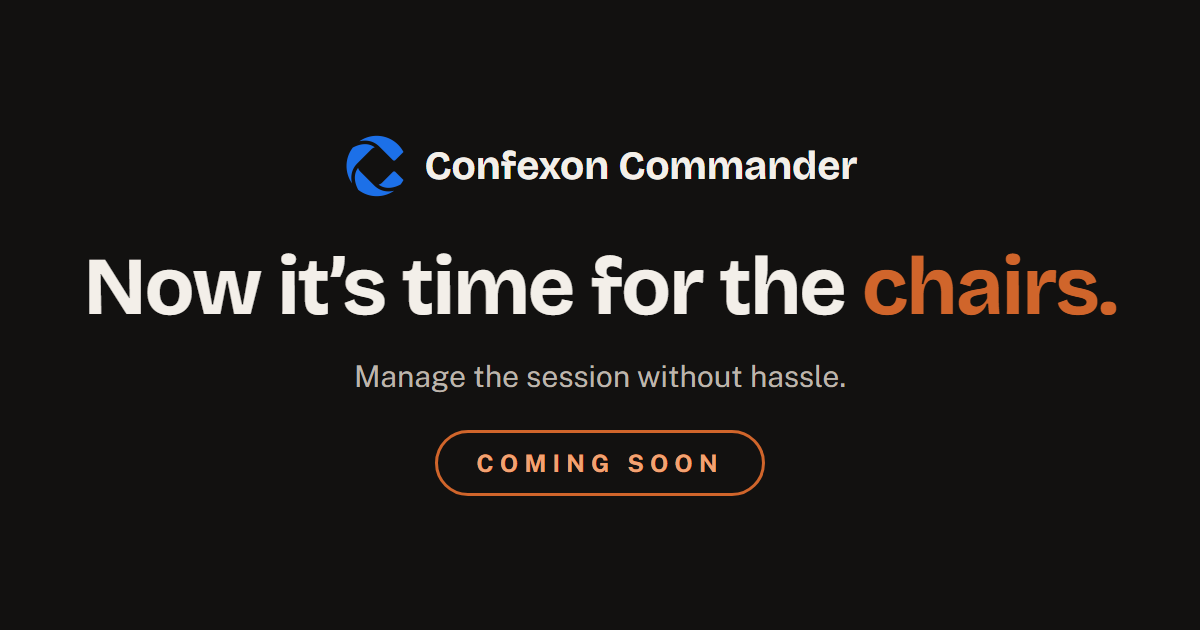 Confexon Commander
Now it’s time for the chairs.
Manage the session without hassle.
COMING SOON